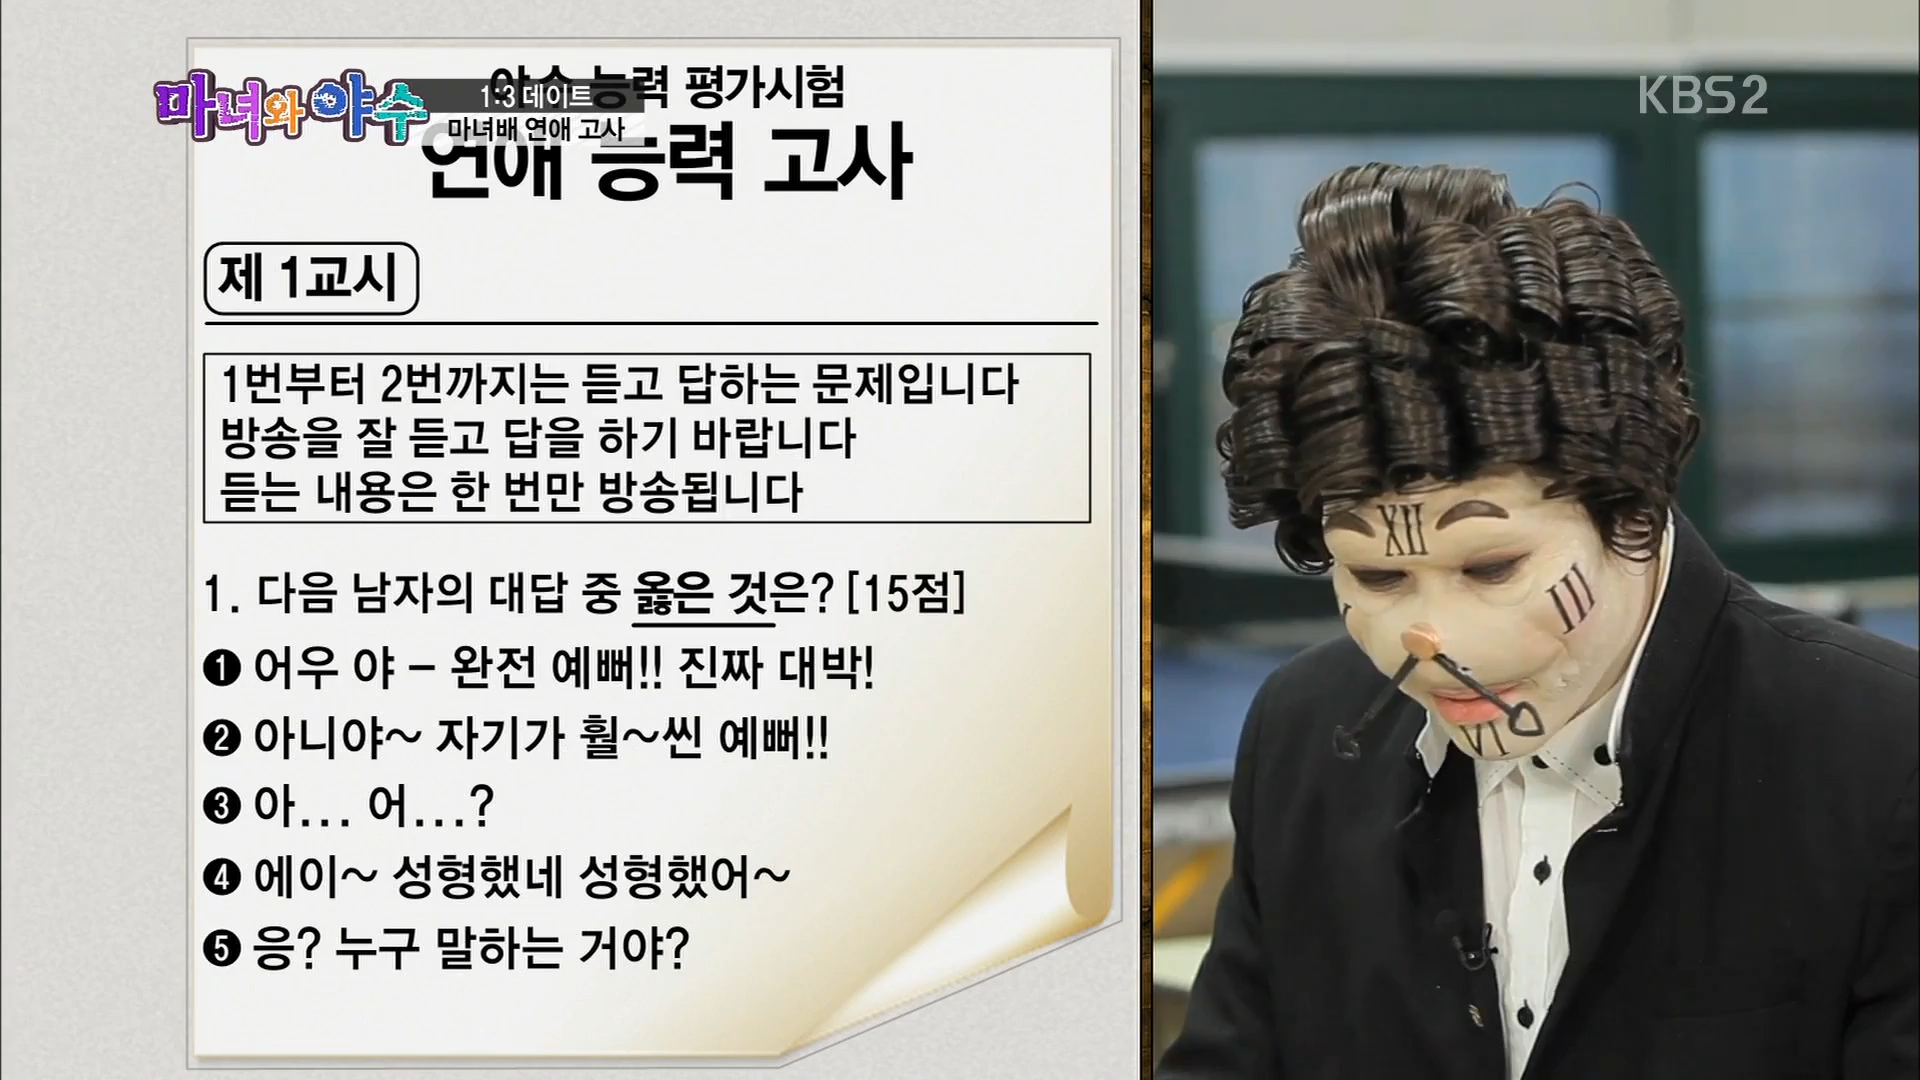 마녀와 야수
1:3 데이트
마녀배 연애 고사
KBS2
야수 능력 평가시험
연애 능력 고사
제 1교시
1번부터 2번까지는 듣고 답하는 문제입니다
방송을 잘 듣고 답을 하기 바랍니다
듣는 내용은 한 번만 방송됩니다
1. 다음 남자의 대답 중 옳은 것은? [15점]
❶ 어우 야 – 완전 예뻐!! 진짜 대박!
❷ 아니야~ 자기가 훨~씬 예뻐!!
❸ 아... 어...?
❹ 에이~ 성형했네 성형했어~
❺ 응? 누구 말하는 거야?
XII
III
VI